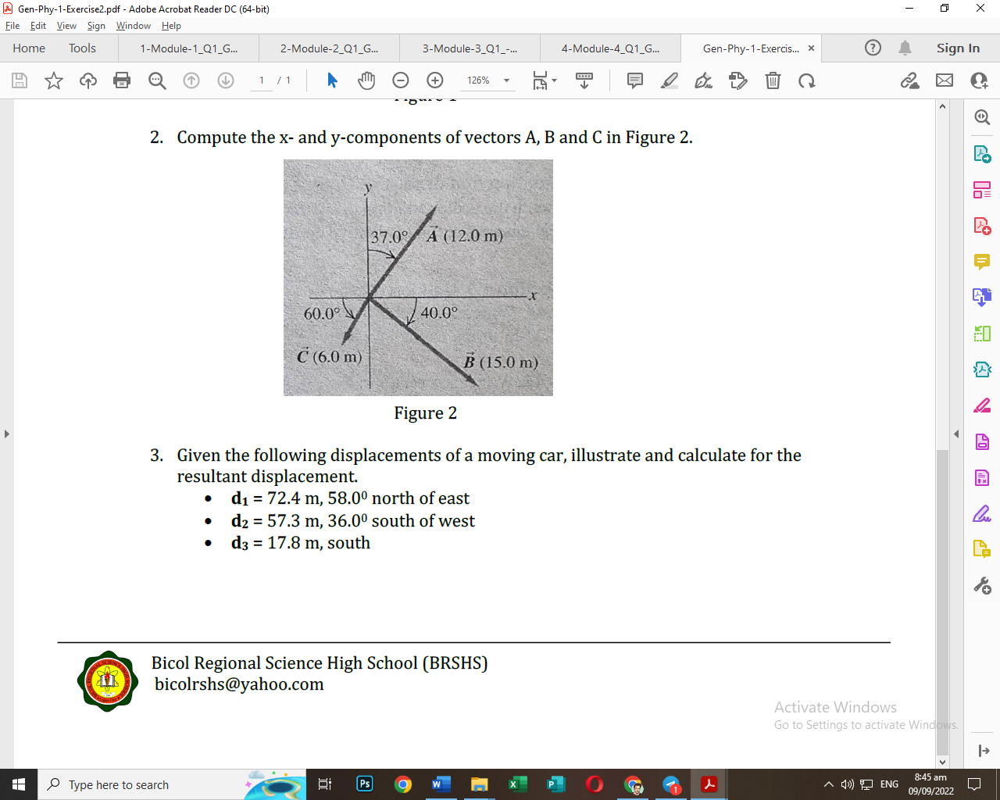 Gen-Phy-1-Exercise2.pdf - Adobe Acrobat Reader DC (64-bit)
File Edit View Sign Window Help
Home Tools 1-Module-1_Q1_G... 2-Module-2_Q1_G... 3-Module-3_Q1_-... 4-Module-4_Q1_G... Gen-Phy-1-Exercis... × Sign In
1 / 1 126%
Figure 1
2. Compute the x- and y-components of vectors A, B and C in Figure 2.
y
37.0° A (12.0 m)
x
60.0° 40.0°
C (6.0 m) B (15.0 m)
Figure 2
3. Given the following displacements of a moving car, illustrate and calculate for the
resultant displacement.
• d₁ = 72.4 m, 58.0⁰ north of east
• d₂ = 57.3 m, 36.0⁰ south of west
• d₃ = 17.8 m, south
Bicol Regional Science High School (BRSHS)
bicolrshs@yahoo.com
Activate Windows
Go to Settings to activate Windows.
Type here to search
ENG
8:45 am
09/09/2022